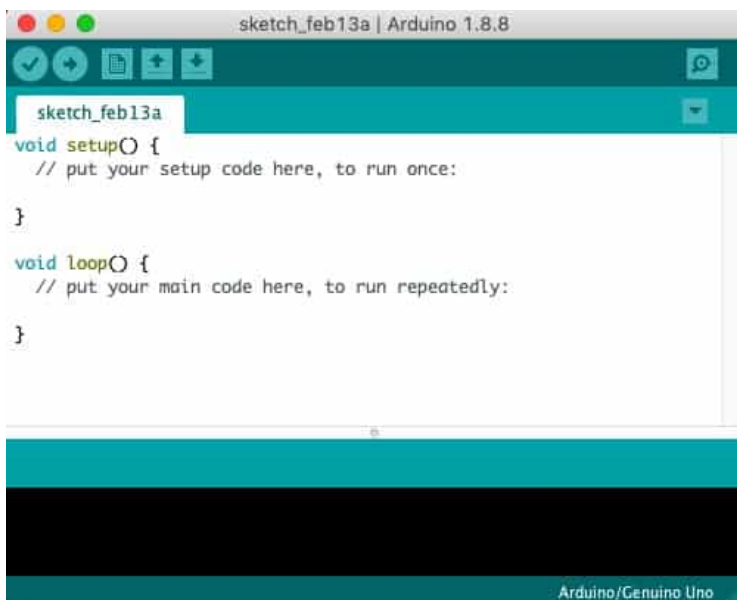 sketch_feb13a | Arduino 1.8.8
sketch_feb13a
void setup() {
  // put your setup code here, to run once:
}
void loop() {
  // put your main code here, to run repeatedly:
}
Arduino/Genuino Uno